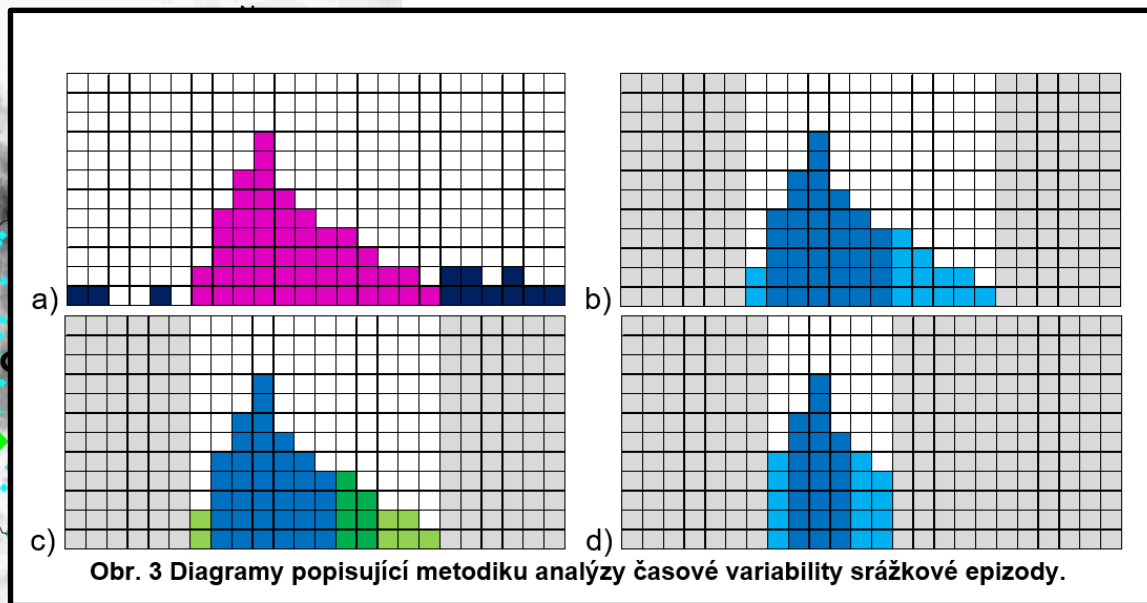 a)
b)
c)
d)
Obr. 3 Diagramy popisující metodiku analýzy časové variability srážkové epizody.